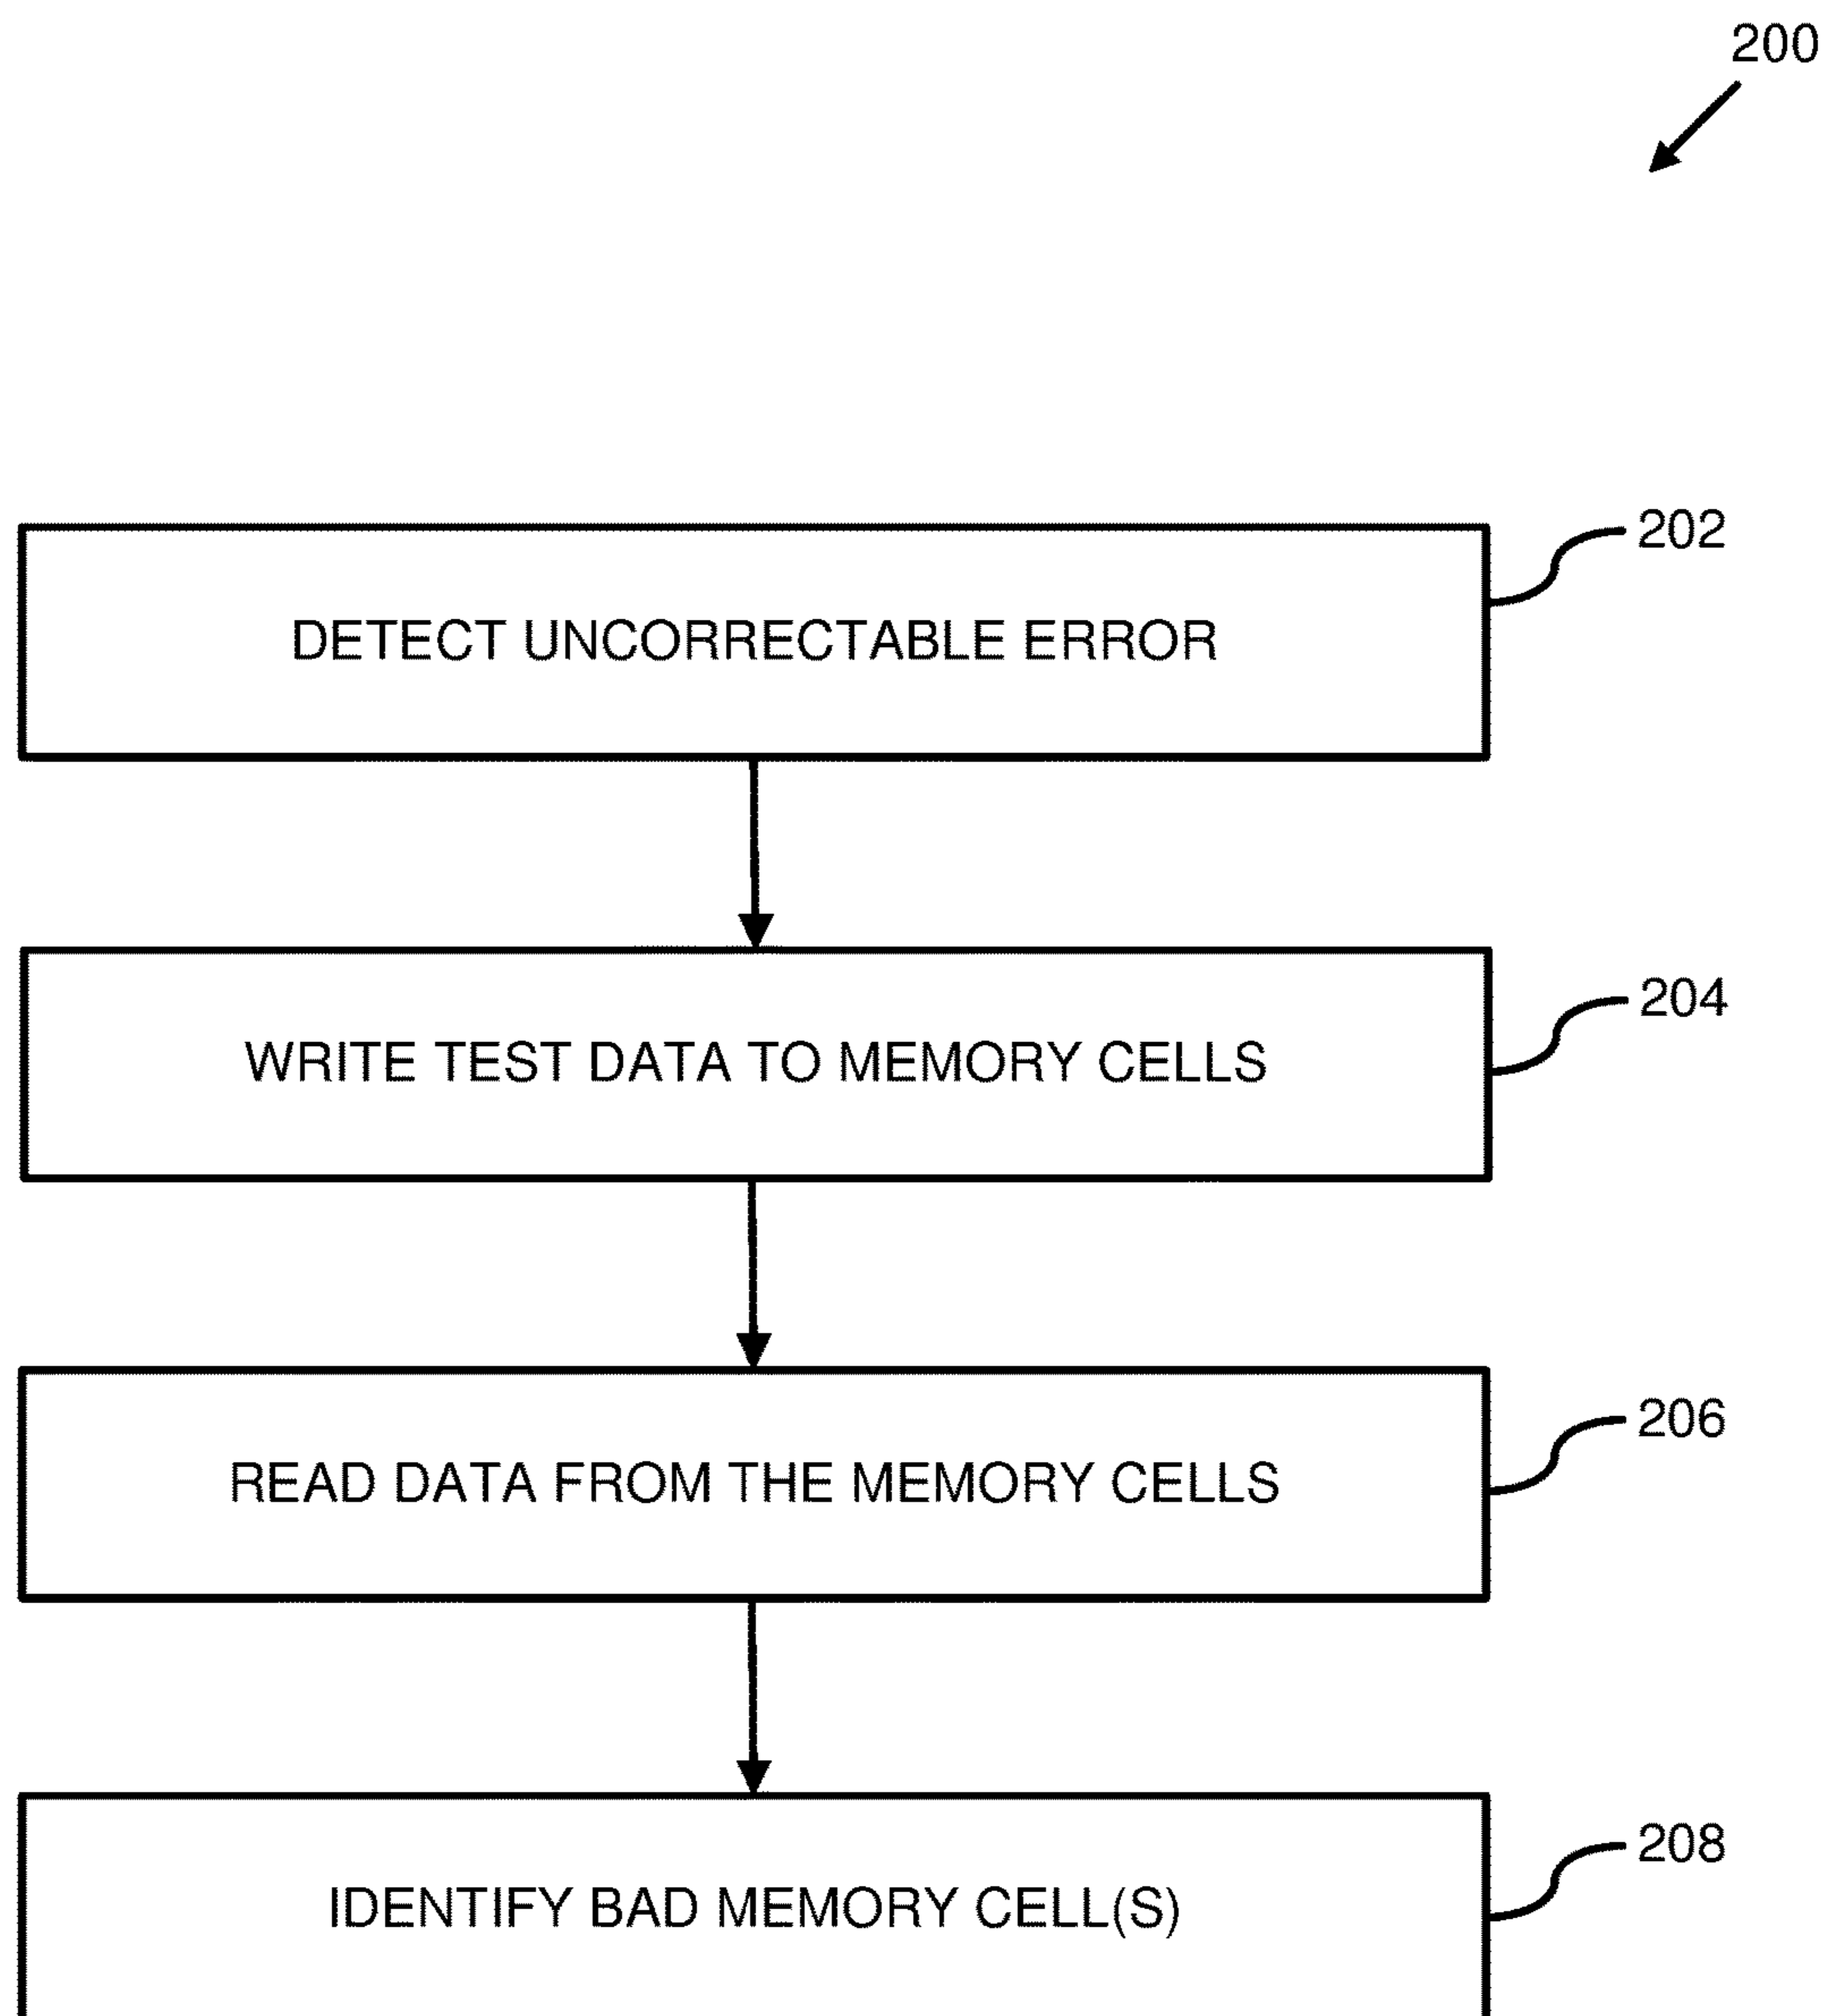 200
202
DETECT UNCORRECTABLE ERROR
204
WRITE TEST DATA TO MEMORY CELLS
206
READ DATA FROM THE MEMORY CELLS
208
IDENTIFY BAD MEMORY CELL(S)